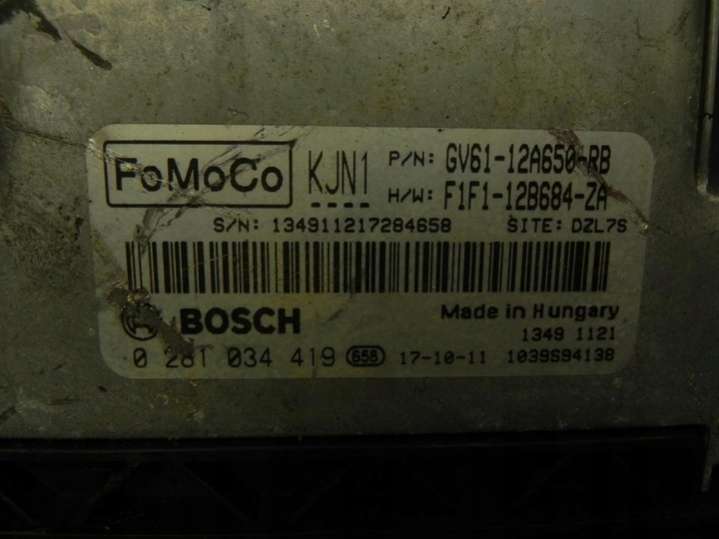 FoMoCo KJN1 P/N: GV61-12A650-RB
H/W: F1F1-12B684-ZA
S/N: 134911217284658 SITE: DZL7S
BOSCH Made in Hungary
1349 1121
0 281 034 419 658 17-10-11 1039S94138